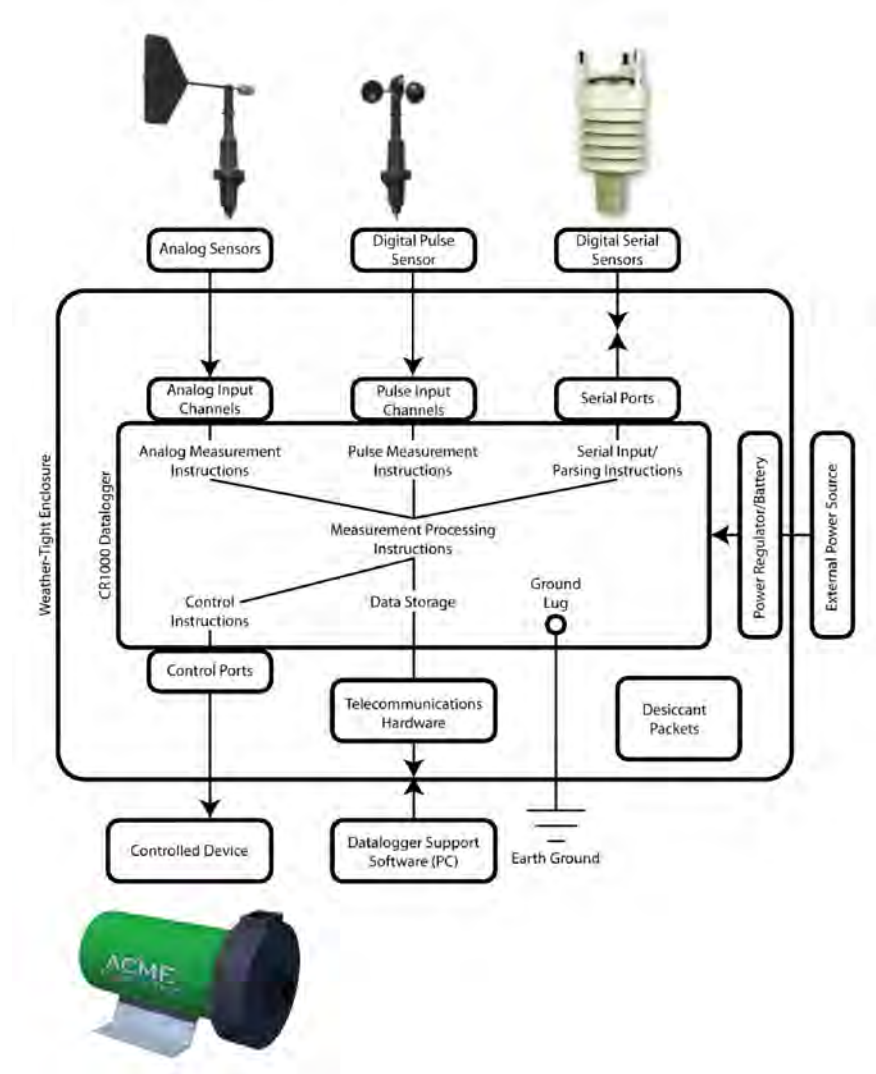 Analog Sensors
Digital Pulse
Sensor
Digital Serial
Sensors
Analog Input
Channels
Pulse Input
Channels
Serial Ports
Analog Measurement
Instructions
Pulse Measurement
Instructions
Serial Input/
Parsing Instructions
Measurement Processing
Instructions
Weather-Tight Enclosure
CR1000 Datalogger
Power Regulator/Battery
External Power Source
Control
Instructions
Data Storage
Ground
Lug
Control Ports
Telecommunications
Hardware
Desiccant
Packets
Controlled Device
Datalogger Support
Software (PC)
Earth Ground
ACME